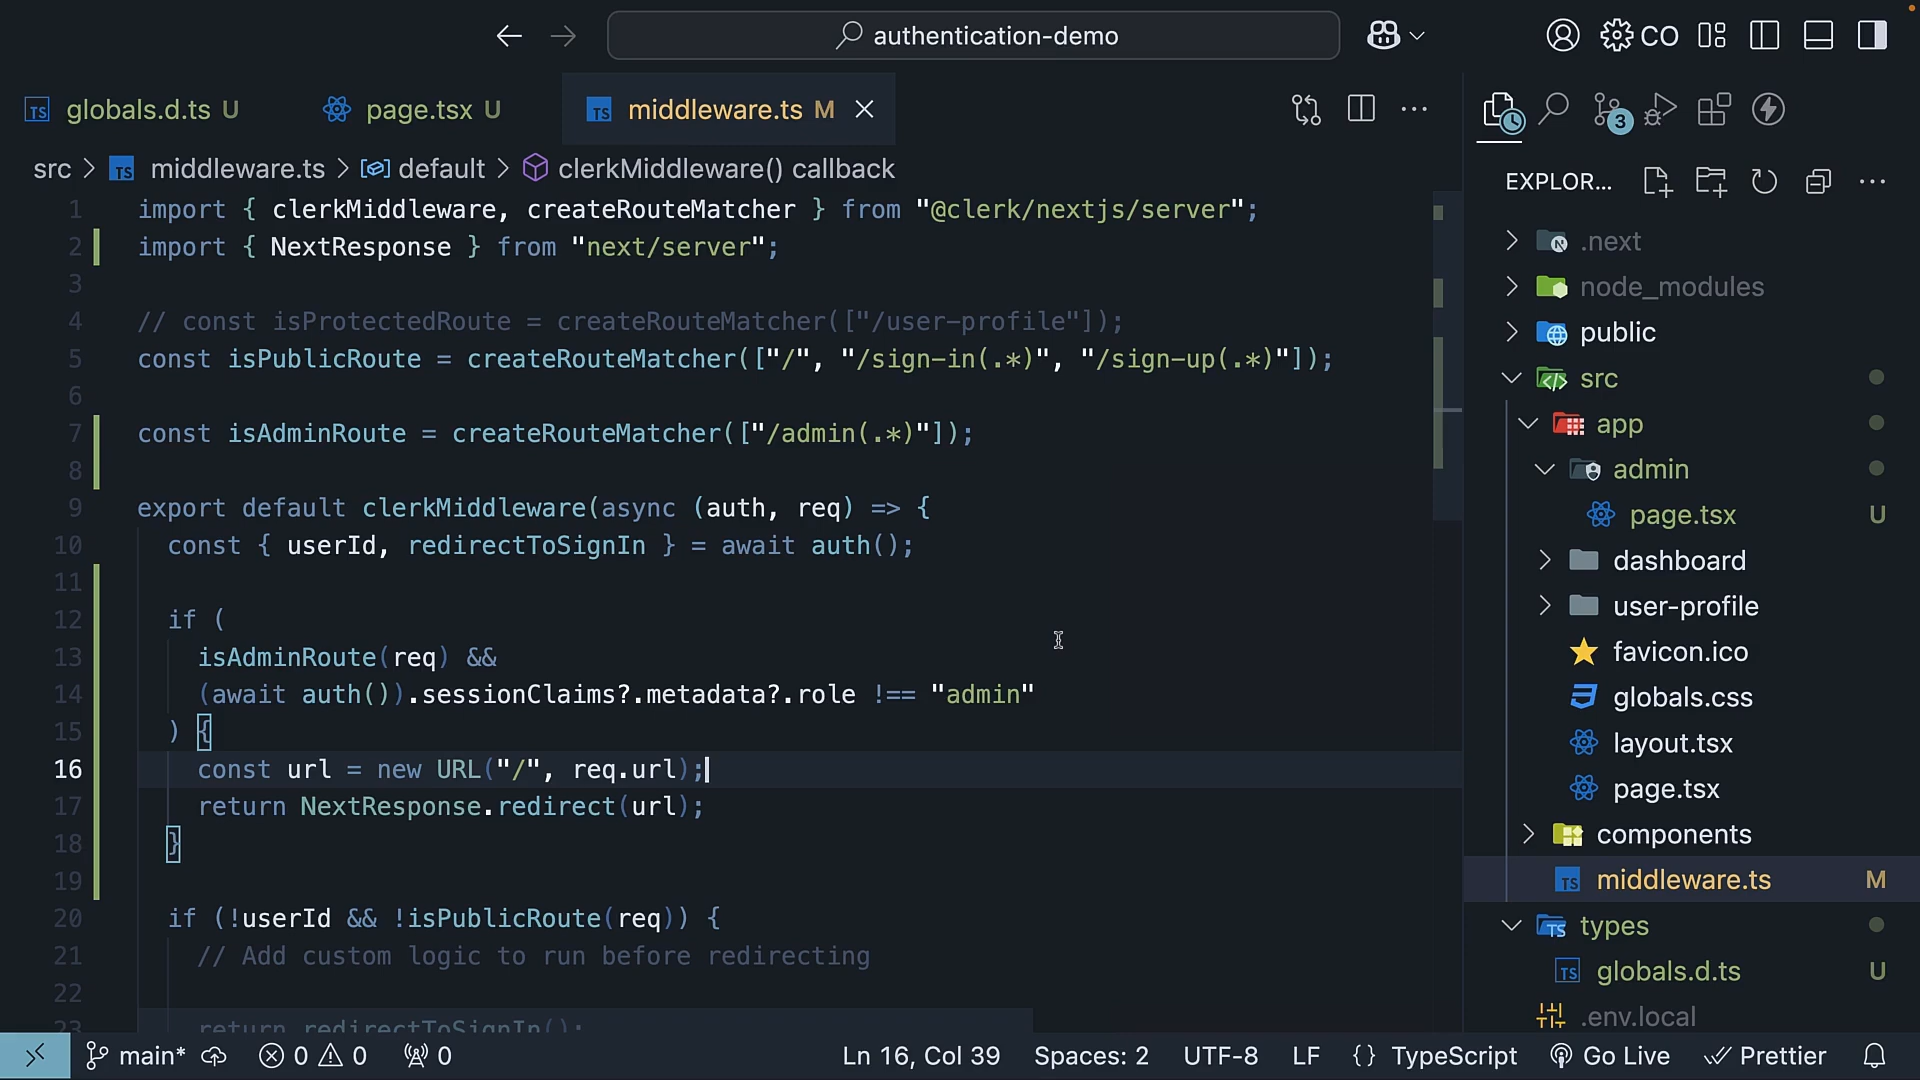 authentication-demo
CO
globals.d.ts U
page.tsx U
middleware.ts M
src > middleware.ts > default > clerkMiddleware() callback
1 import { clerkMiddleware, createRouteMatcher } from "@clerk/nextjs/server";
2 import { NextResponse } from "next/server";
3
4 // const isProtectedRoute = createRouteMatcher(["/user-profile"]);
5 const isPublicRoute = createRouteMatcher(["/", "/sign-in(.*)", "/sign-up(.*)"]);
6
7 const isAdminRoute = createRouteMatcher(["/admin(.*)"]);
8
9 export default clerkMiddleware(async (auth, req) => {
10 const { userId, redirectToSignIn } = await auth();
11
12 if (
13 isAdminRoute(req) &&
14 (await auth()).sessionClaims?.metadata?.role !== "admin"
15 ) {
16 const url = new URL("/", req.url);
17 return NextResponse.redirect(url);
18 }
19
20 if (!userId && !isPublicRoute(req)) {
21 // Add custom logic to run before redirecting
22
23 return redirectToSignIn();
3
EXPLOR...
.next
node_modules
public
src
app
admin
page.tsx U
dashboard
user-profile
favicon.ico
globals.css
layout.tsx
page.tsx
components
middleware.ts M
types
globals.d.ts U
.env.local
main* 0 0 0 Ln 16, Col 39 Spaces: 2 UTF-8 LF {} TypeScript Go Live Prettier